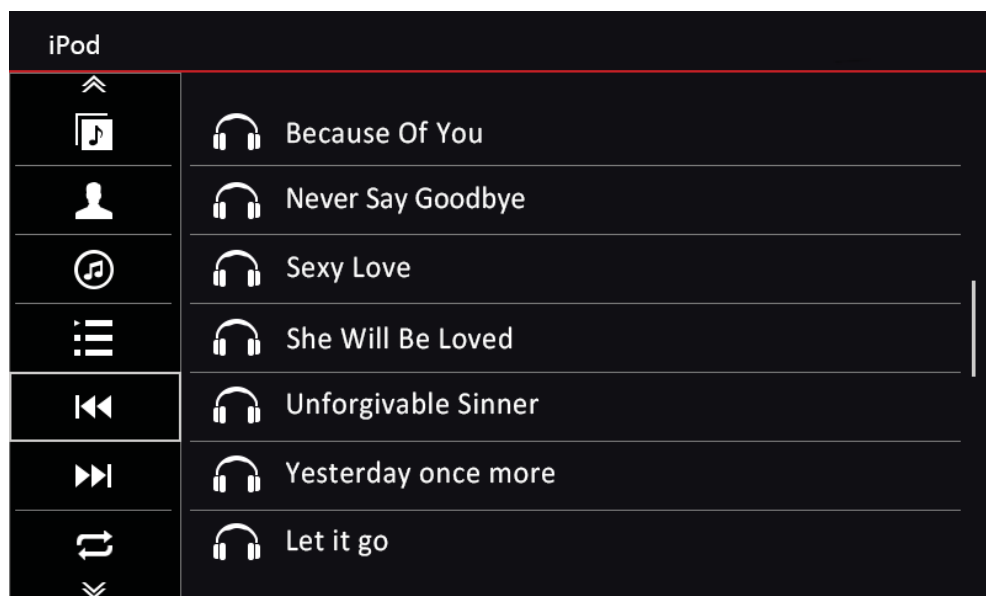 iPod
Because Of You
Never Say Goodbye
Sexy Love
She Will Be Loved
Unforgivable Sinner
Yesterday once more
Let it go